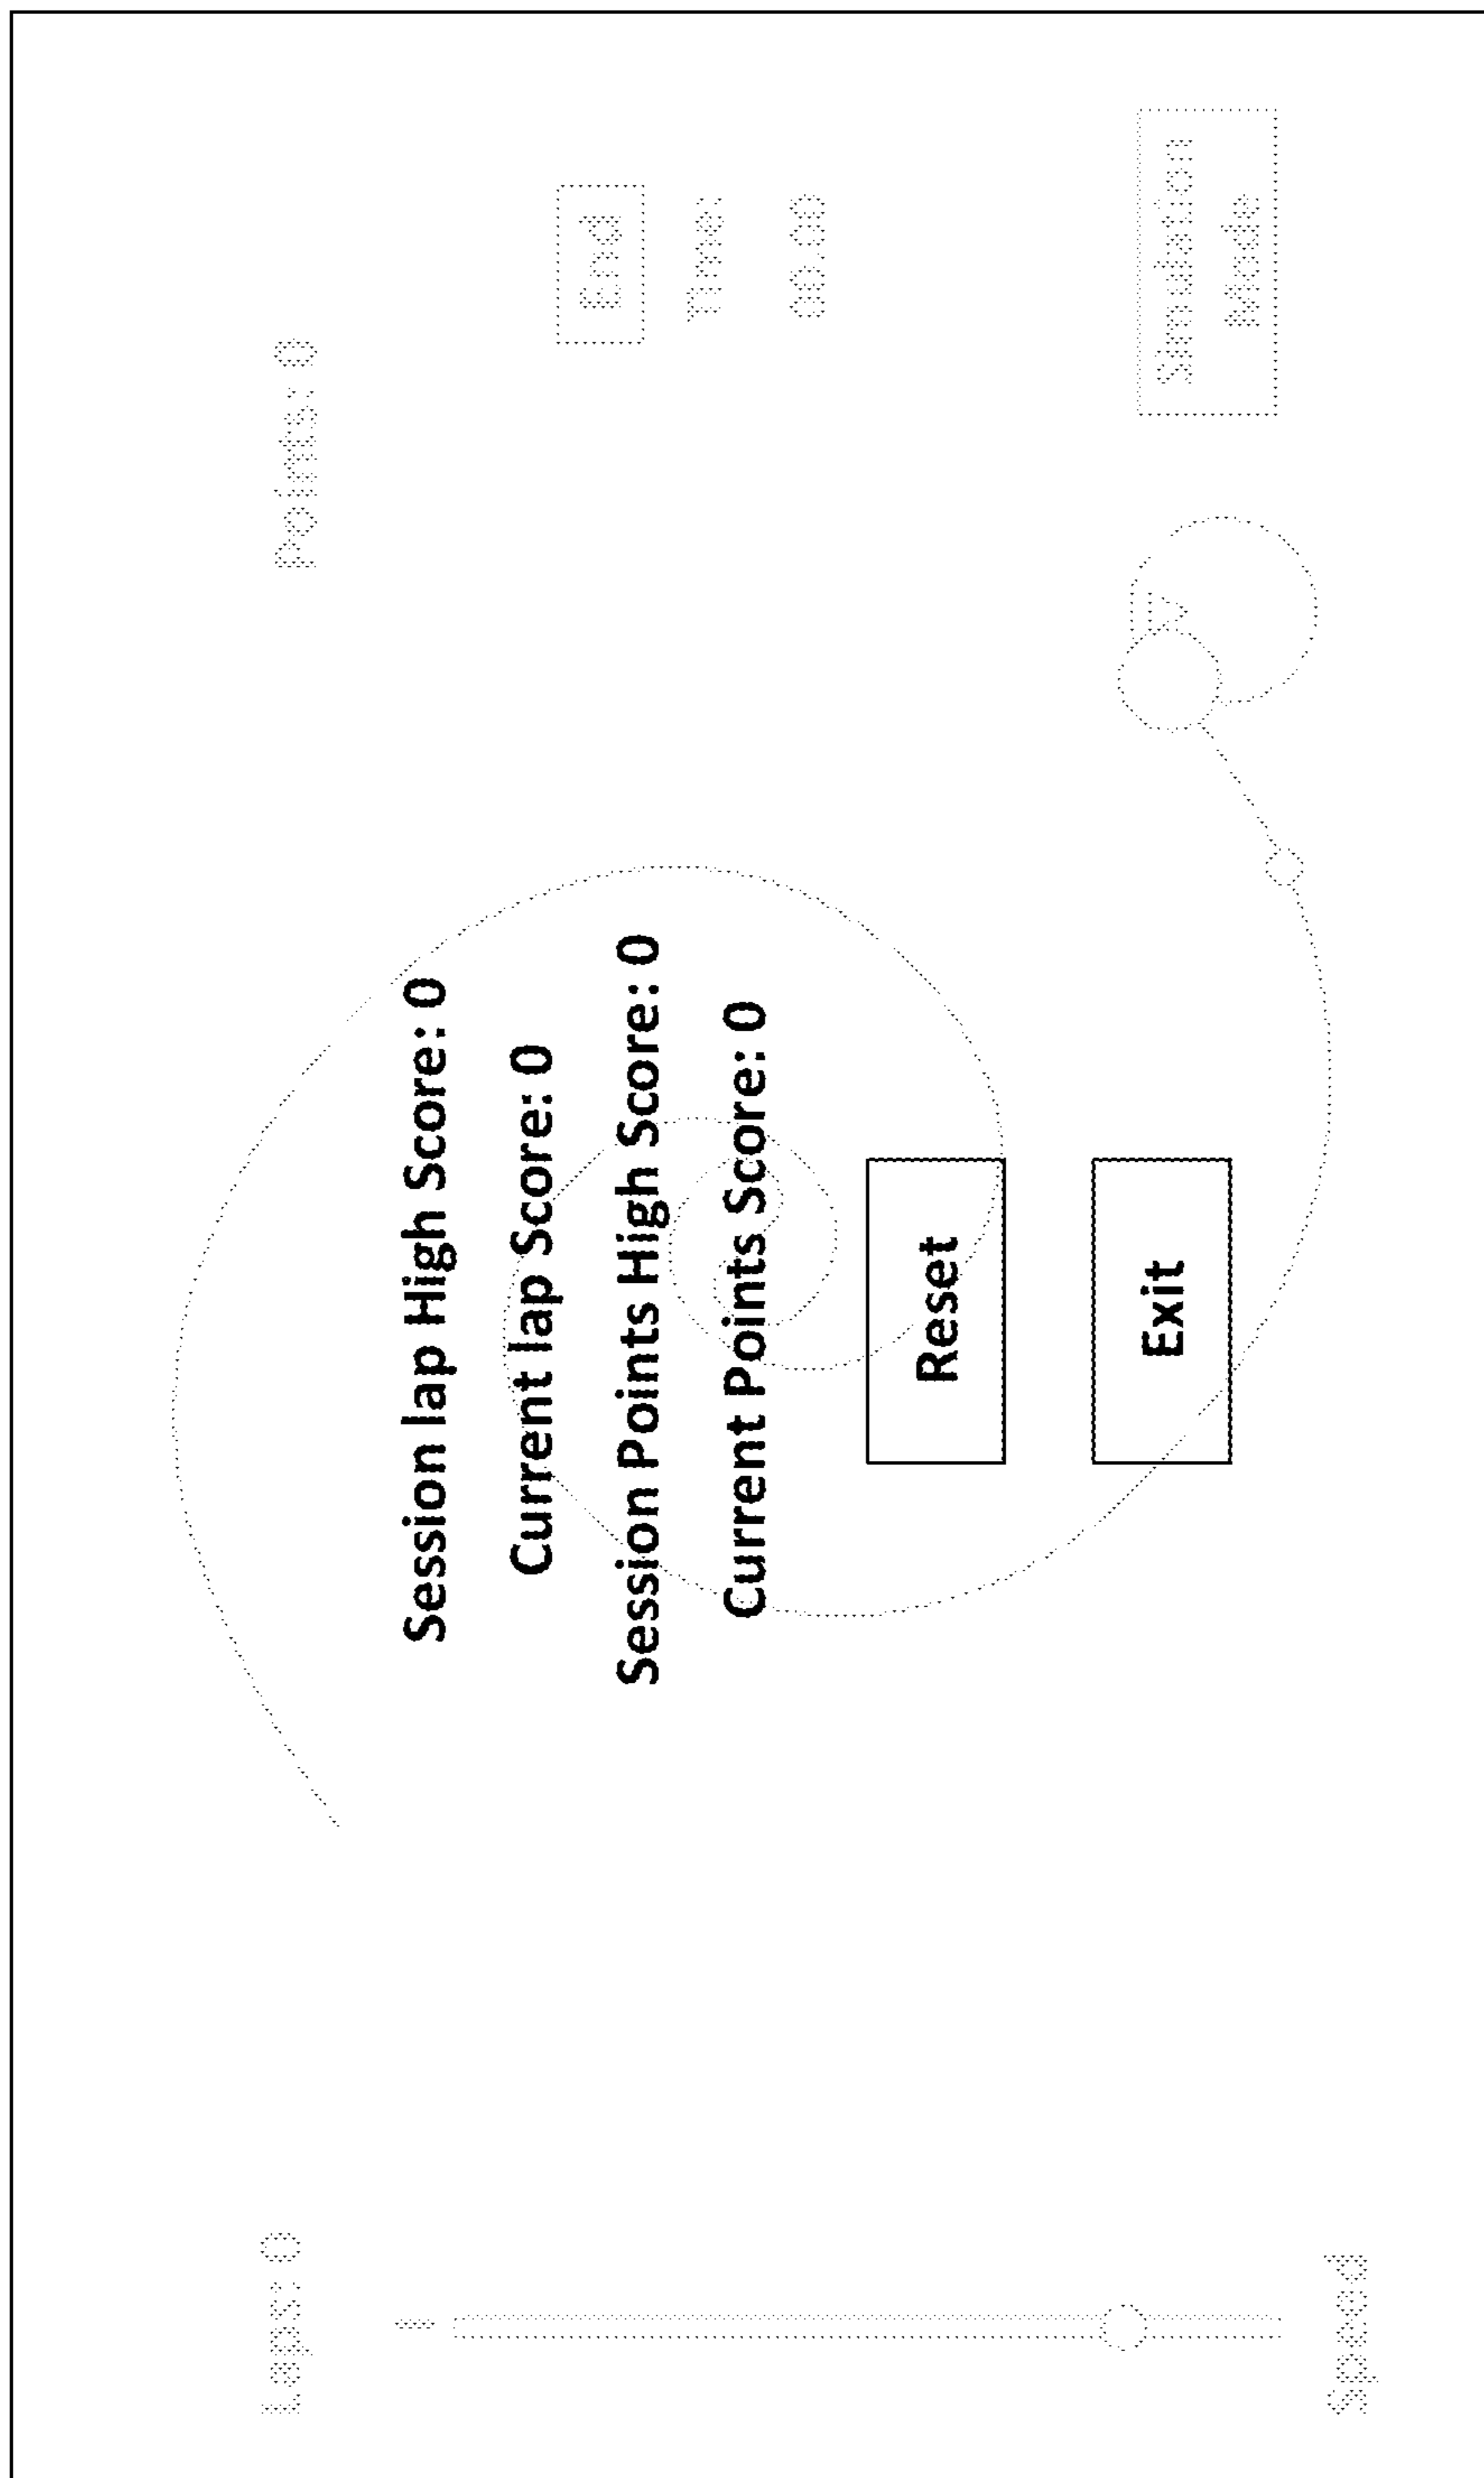 Laps: 0
Points: 0
Session lap High Score: 0
Current lap Score: 0
End
Session Points High Score: 0
Current Points Score: 0
00:00
Reset
Exit
Simulation
Mode
Speed